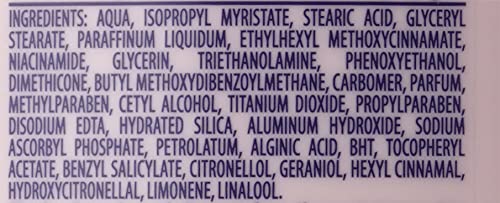 INGREDIENTS: AQUA, ISOPROPYL MYRISTATE, STEARIC ACID, GLYCERYL
STEARATE, PARAFFINUM LIQUIDUM, ETHYLHEXYL METHOXYCINNAMATE,
NIACINAMIDE, GLYCERIN, TRIETHANOLAMINE, PHENOXYETHANOL,
DIMETHICONE, BUTYL METHOXYDIBENZOYLMETHANE, CARBOMER, PARFUM,
METHYLPARABEN, CETYL ALCOHOL, TITANIUM DIOXIDE, PROPYLPARABEN,
DISODIUM EDTA, HYDRATED SILICA, ALUMINUM HYDROXIDE, SODIUM
ASCORBYL PHOSPHATE, PETROLATUM, ALGINIC ACID, BHT, TOCOPHERYL
ACETATE, BENZYL SALICYLATE, CITRONELLOL, GERANIOL, HEXYL CINNAMAL,
HYDROXYCITRONELLAL, LIMONENE, LINALOOL.